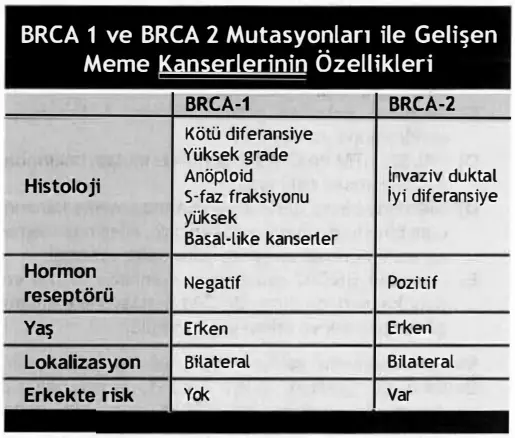 BRCA 1 ve BRCA 2 Mutasyonları ile Gelişen
Meme Kanserlerinin Özellikleri
BRCA-1 BRCA-2
Histoloji
Kötü diferansiye
Yüksek grade
Anöploid
S-faz fraksiyonu
yüksek
Basal-like kanserler
İnvaziv duktal
İyi diferansiye
Hormon
reseptörü
Negatif Pozitif
Yaş Erken Erken
Lokalizasyon Bilateral Bilateral
Erkekte risk Yok Var